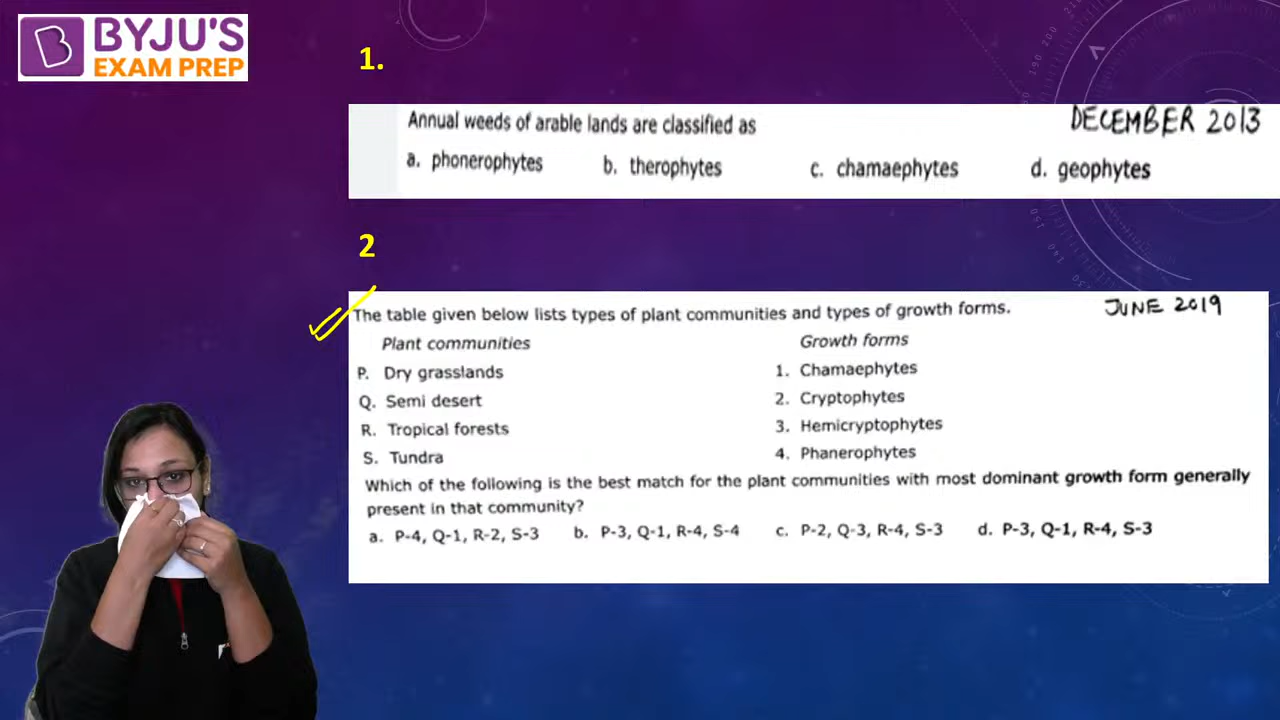 BYJU'S
EXAM PREP
1.
Annual weeds of arable lands are classified as DECEMBER 2013
a. phonerophytes b. therophytes c. chamaephytes d. geophytes
2
The table given below lists types of plant communities and types of growth forms. JUNE 2019
Plant communities Growth forms
P. Dry grasslands 1. Chamaephytes
Q. Semi desert 2. Cryptophytes
R. Tropical forests 3. Hemicryptophytes
S. Tundra 4. Phanerophytes
Which of the following is the best match for the plant communities with most dominant growth form generally
present in that community?
a. P-4, Q-1, R-2, S-3 b. P-3, Q-1, R-4, S-4 c. P-2, Q-3, R-4, S-3 d. P-3, Q-1, R-4, S-3